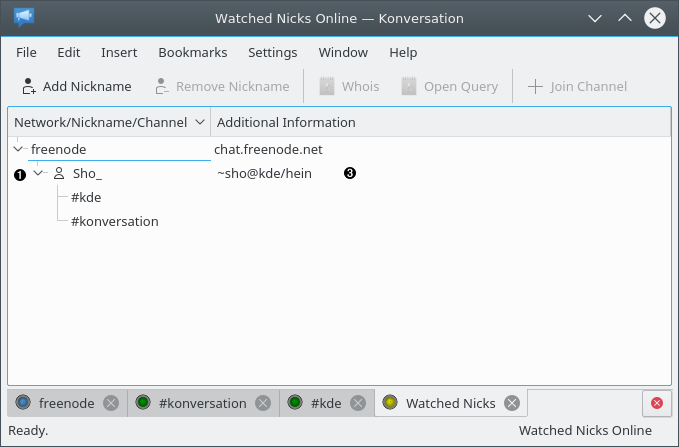 Watched Nicks Online — Konversation
File Edit Insert Bookmarks Settings Window Help
Add Nickname Remove Nickname Whois Open Query Join Channel
Network/Nickname/Channel Additional Information
freenode chat.freenode.net
1 Sho_ ~sho@kde/hein 3
#kde
#konversation
freenode #konversation #kde Watched Nicks
Ready. Watched Nicks Online